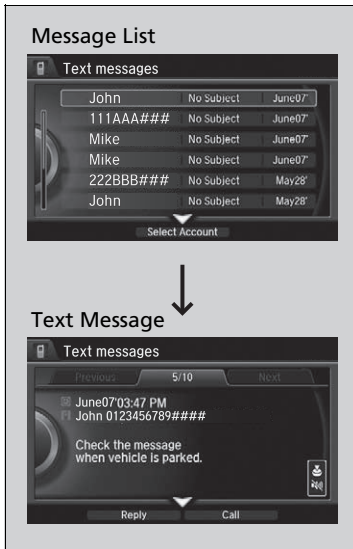 Message List
Text messages
John No Subject June07'
111AAA### No Subject June07'
Mike No Subject June07'
Mike No Subject June07'
222BBB### No Subject May28'
John No Subject May28'
Select Account
Text Message
Text messages
Previous 5/10 Next
June07'03:47 PM
John 0123456789####
Check the message
when vehicle is parked.
Reply Call